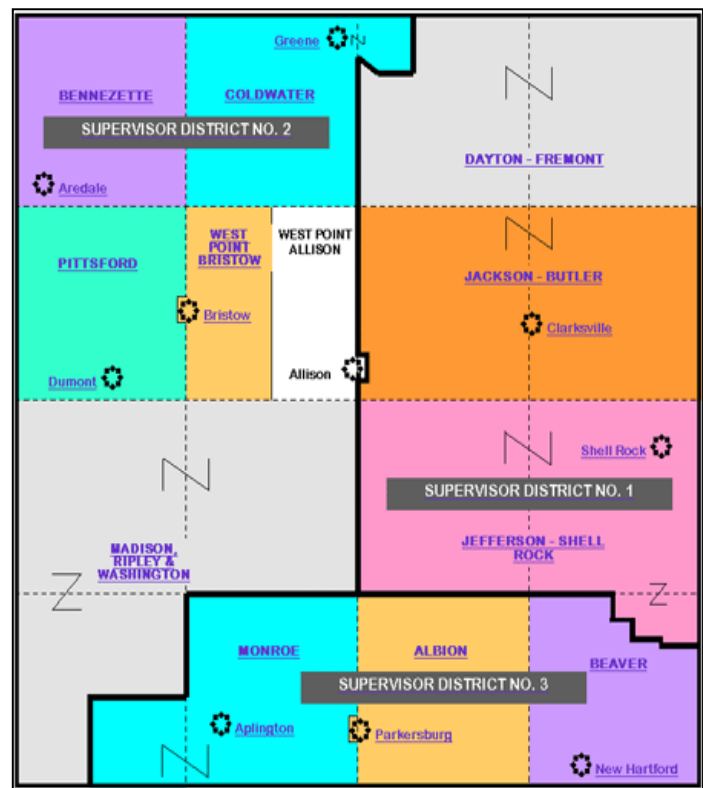 Greene
BENNEZETTE
COLDWATER
SUPERVISOR DISTRICT NO. 2
DAYTON - FREMONT
Aredale
WEST
POINT
BRISTOW
WEST POINT
ALLISON
PITTSFORD
JACKSON - BUTLER
Bristow
Clarksville
Dumont
Allison
Shell Rock
SUPERVISOR DISTRICT NO. 1
JEFFERSON - SHELL
ROCK
MADISON,
RIPLEY &
WASHINGTON
MONROE
ALBION
BEAVER
SUPERVISOR DISTRICT NO. 3
Aplington
Parkersburg
New Hartford